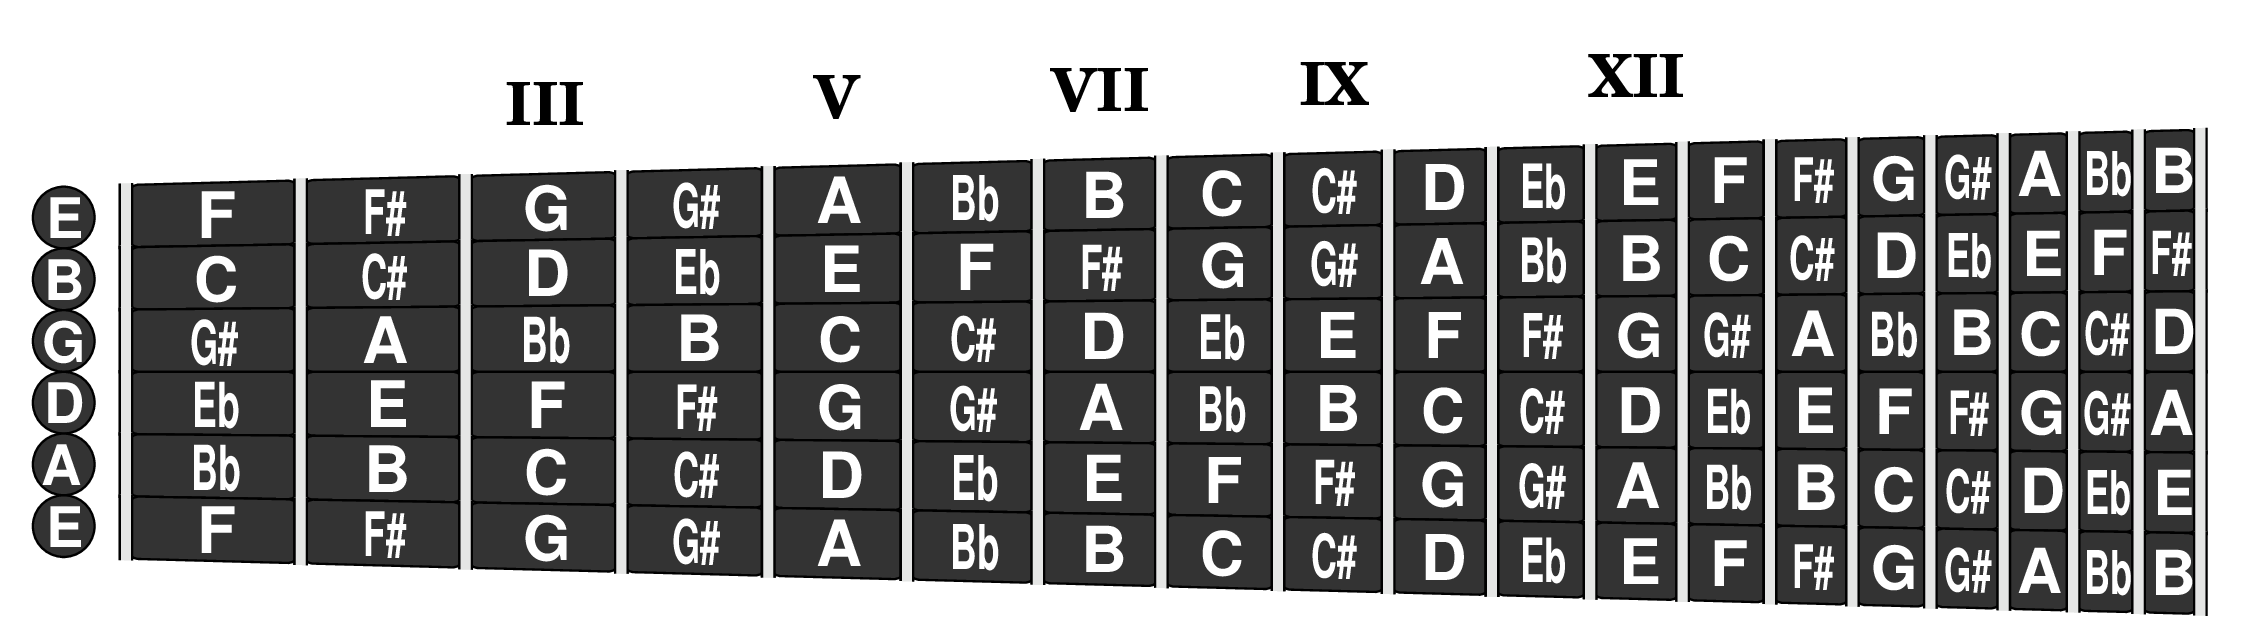 III V VII IX XII
E F F# G G# A Bb B C C# D Eb E F F# G G# A Bb B
B C C# D Eb E F F# G G# A Bb B C C# D Eb E F F#
G G# A Bb B C C# D Eb E F F# G G# A Bb B C C# D
D Eb E F F# G G# A Bb B C C# D Eb E F F# G G# A
A Bb B C C# D Eb E F F# G G# A Bb B C C# D Eb E
E F F# G G# A Bb B C C# D Eb E F F# G G# A Bb B